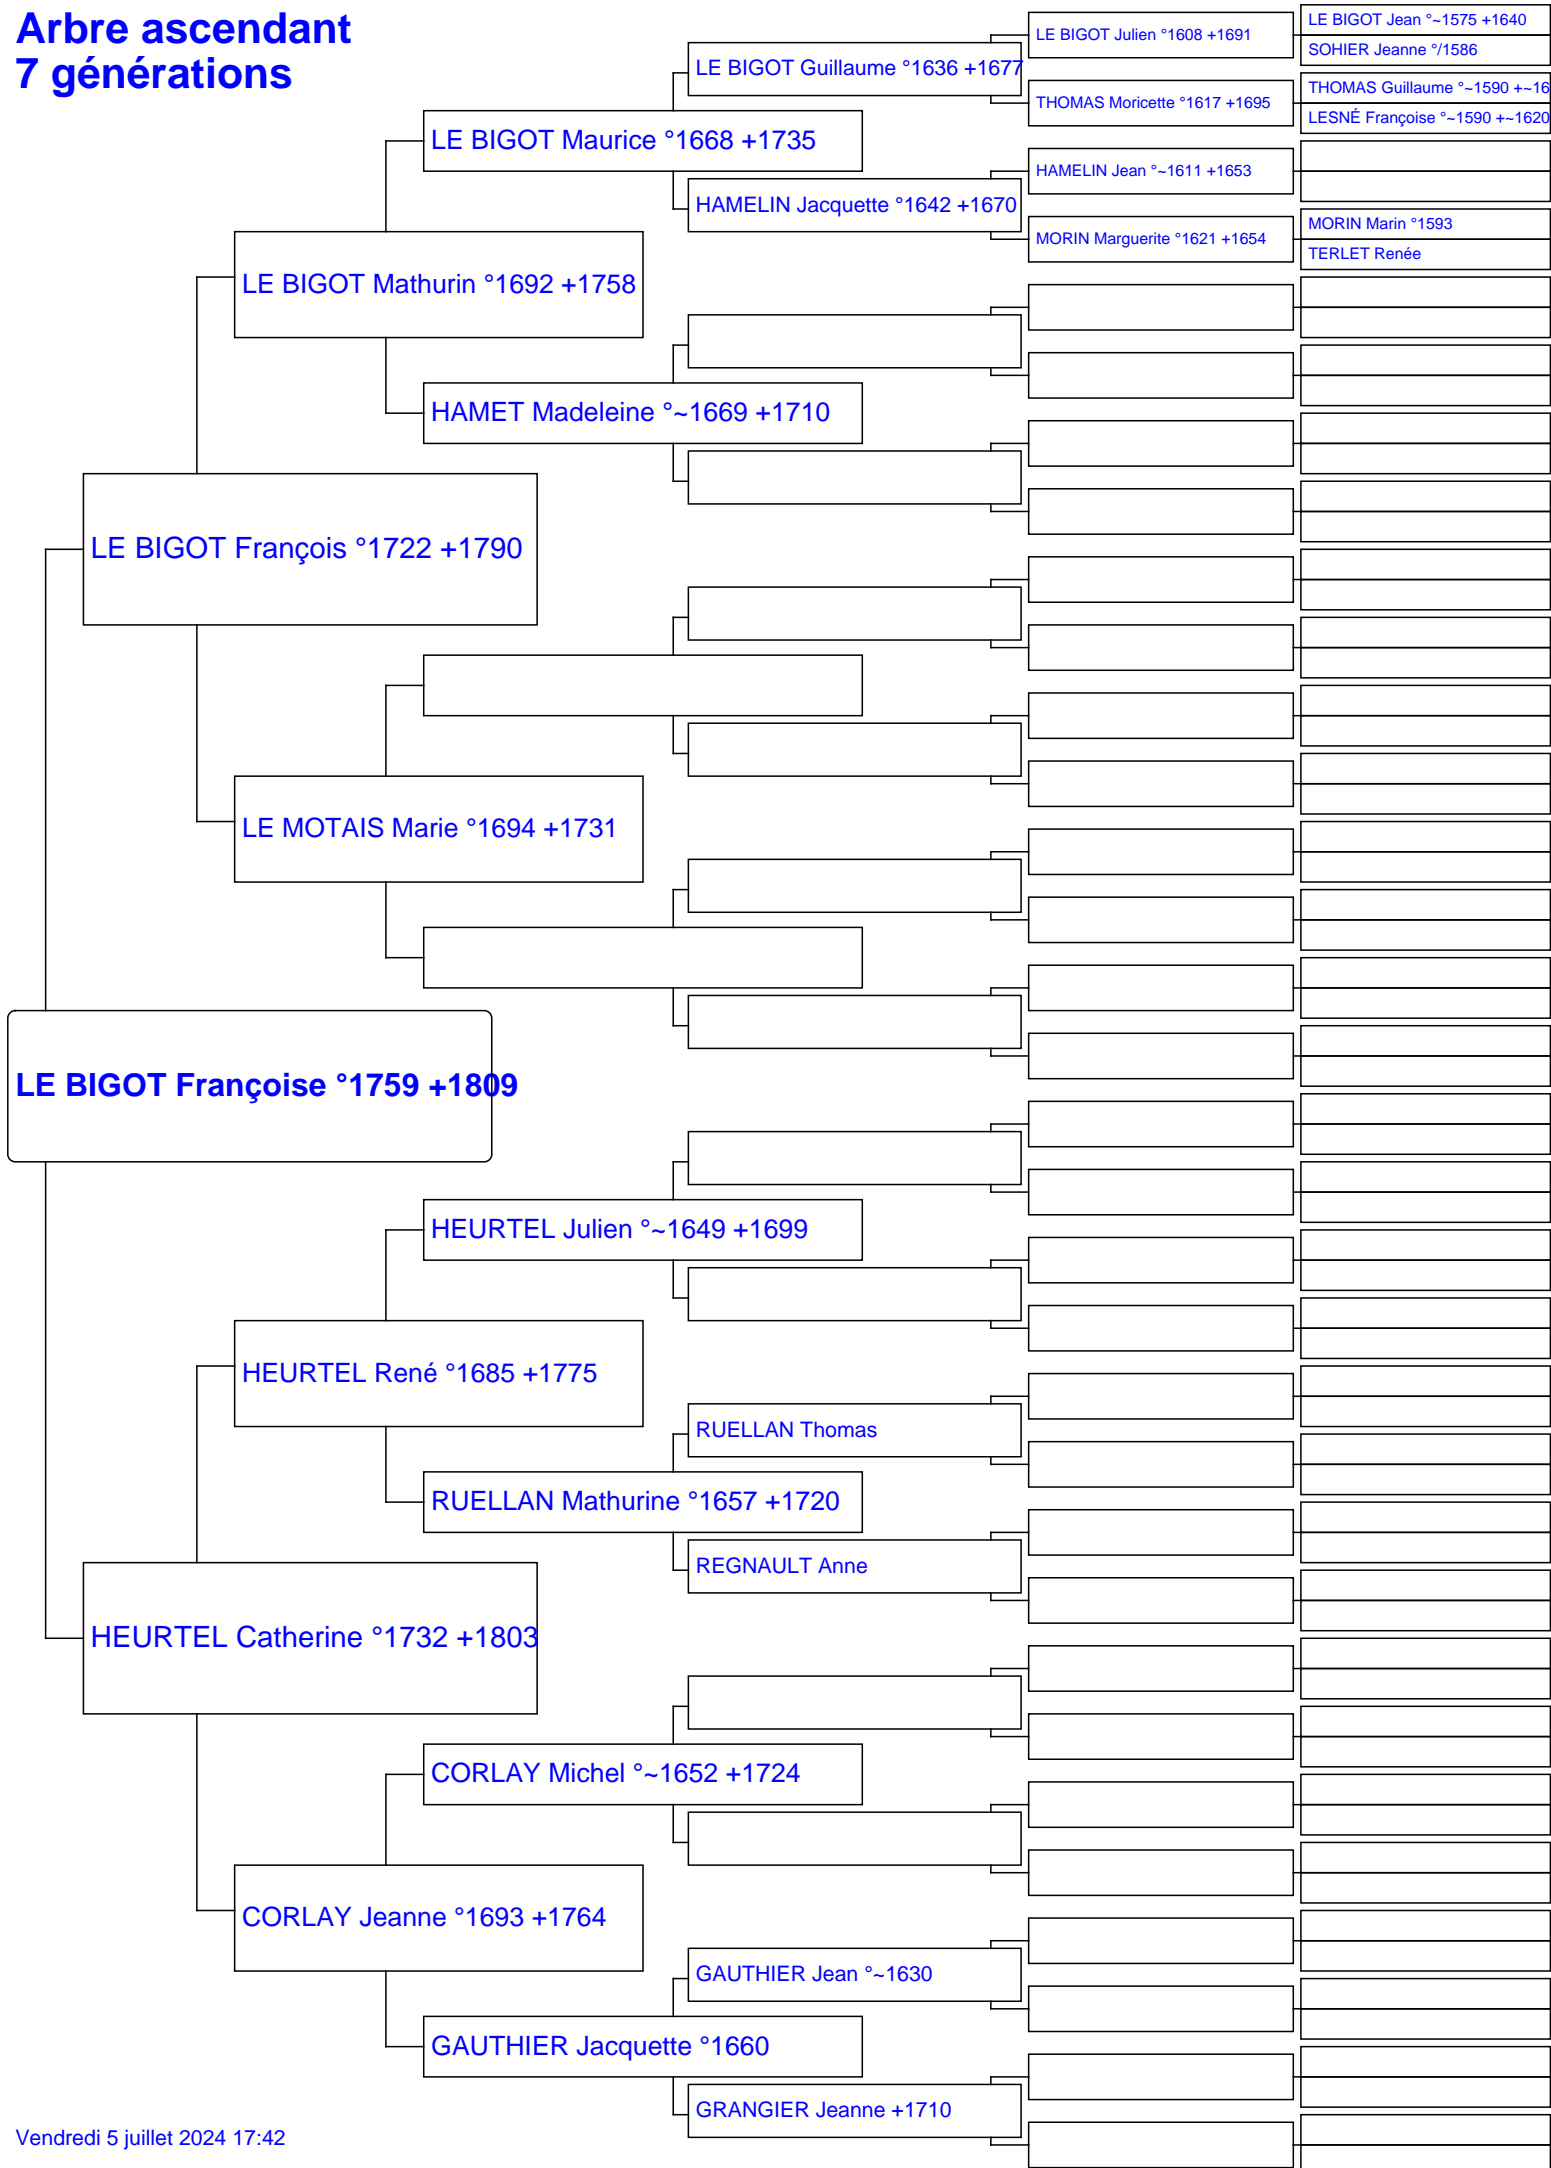 Arbre ascendant
7 générations
LE BIGOT Françoise °1759 +1809
LE BIGOT François °1722 +1790
HEURTEL Catherine °1732 +1803
LE BIGOT Mathurin °1692 +1758
LE MOTAIS Marie °1694 +1731
HEURTEL René °1685 +1775
CORLAY Jeanne °1693 +1764
LE BIGOT Maurice °1668 +1735
HAMET Madeleine °~1669 +1710
HEURTEL Julien °~1649 +1699
RUELLAN Mathurine °1657 +1720
CORLAY Michel °~1652 +1724
GAUTHIER Jacquette °1660
LE BIGOT Guillaume °1636 +1677
HAMELIN Jacquette °1642 +1670
RUELLAN Thomas
REGNAULT Anne
GAUTHIER Jean °~1630
GRANGIER Jeanne +1710
LE BIGOT Julien °1608 +1691
THOMAS Moricette °1617 +1695
HAMELIN Jean °~1611 +1653
MORIN Marguerite °1621 +1654
LE BIGOT Jean °~1575 +1640
SOHIER Jeanne °/1586
THOMAS Guillaume °~1590 +~16
LESNÉ Françoise °~1590 +~1620
MORIN Marin °1593
TERLET Renée
Vendredi 5 juillet 2024 17:42